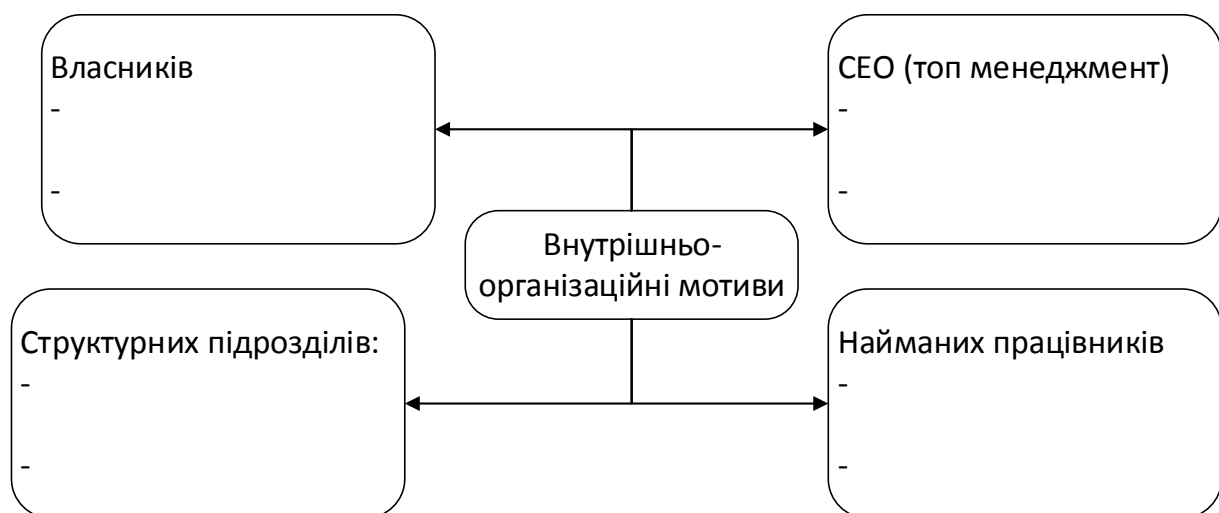 Власників
-
-
СЕО (топ менеджмент)
-
-
Внутрішньо-
організаційні мотиви
Структурних підрозділів:
-
-
Найманих працівників
-
-